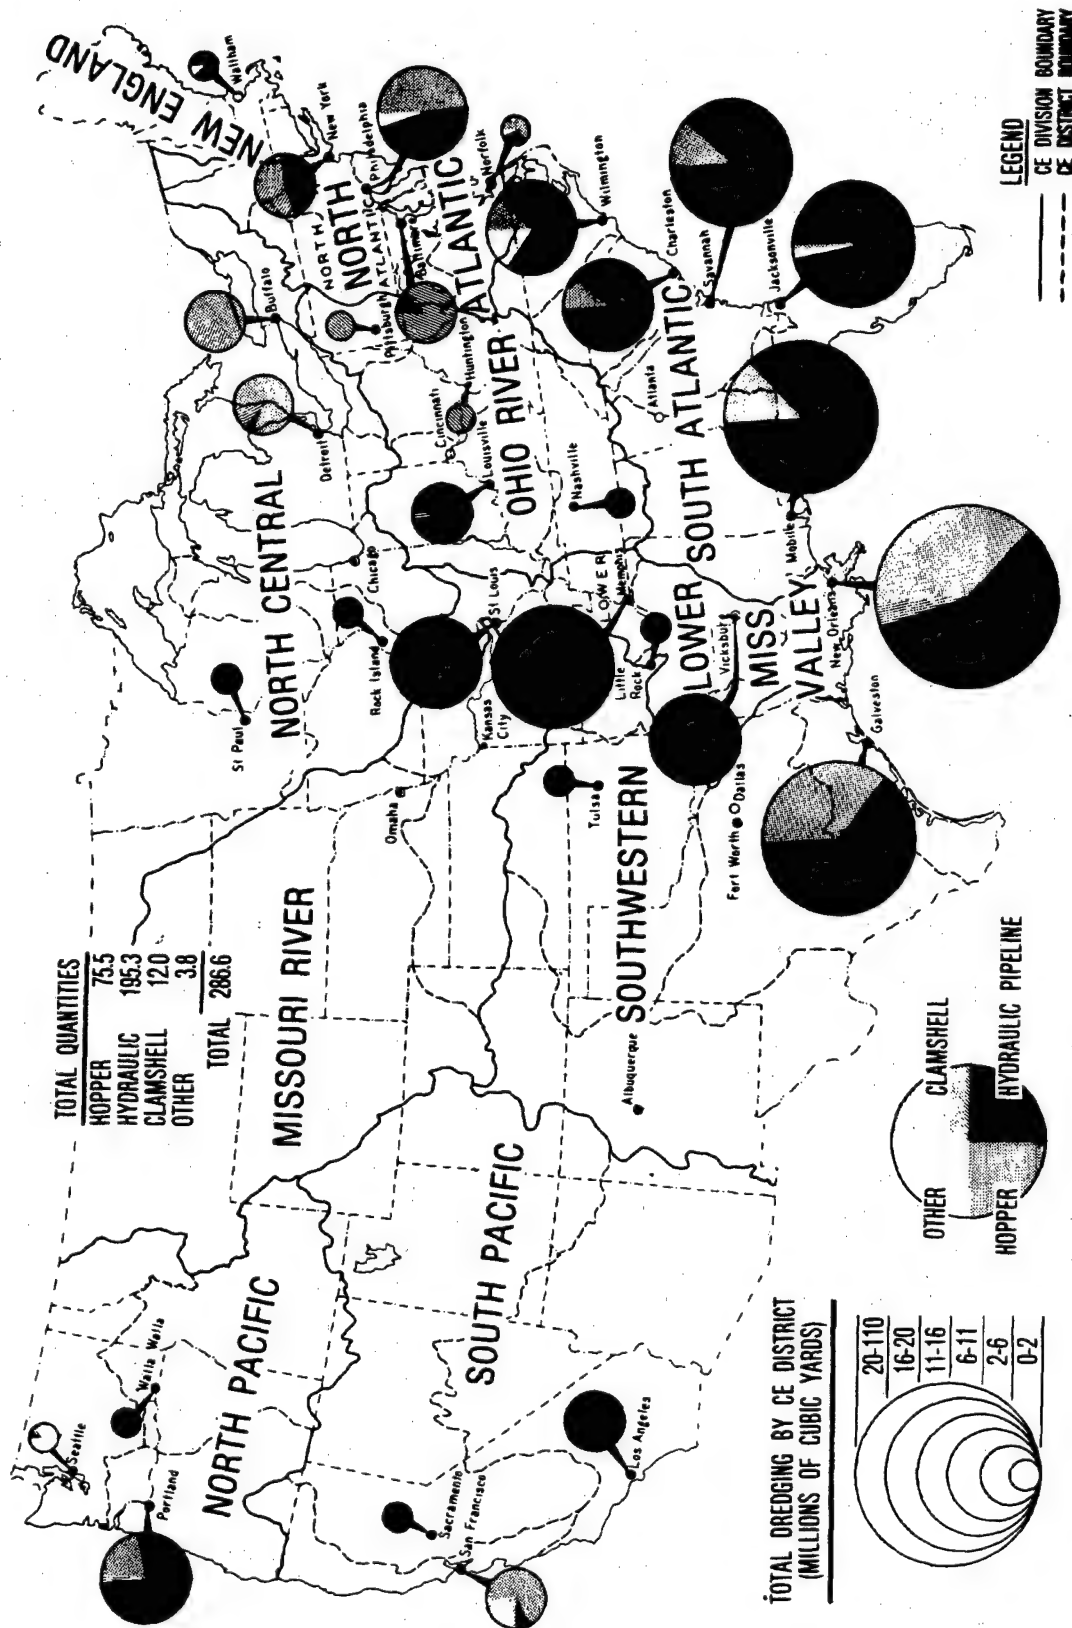 TOTAL QUANTITIES
HOPPER 75.5
HYDRAULIC 195.3
CLAMSHELL 12.0
OTHER 3.8
TOTAL 286.6
NORTH PACIFIC
SOUTH PACIFIC
MISSOURI RIVER
SOUTHWESTERN
NORTH CENTRAL
OHIO RIVER
LOWER
LOWER
MISS
VALLEY
SOUTH ATLANTIC
NORTH
ATLANTIC
NORTH
ATLANTIC
NEW ENGLAND
Seattle
Walla Walla
Portland
Sacramento
San Francisco
Los Angeles
Albuquerque
Omaha
Kansas
City
Tulsa
Fort Worth
Dallas
Galveston
New Orleans
Vicksburg
Little
Rock
Memphis
St Louis
Rock Island
Chicago
St Paul
Detroit
Buffalo
Pittsburgh
Huntington
Cincinnati
Louisville
Nashville
Atlanta
Mobile
Jacksonville
Savannah
Charleston
Wilmington
Norfolk
Baltimore
Philadelphia
New York
Waltham
TOTAL DREDGING BY CE DISTRICT
(MILLIONS OF CUBIC YARDS)
20-110
16-20
11-16
6-11
2-6
0-2
OTHER
CLAMSHELL
HOPPER
HYDRAULIC PIPELINE
LEGEND
CE DIVISION BOUNDARY
CE DISTRICT BOUNDARY